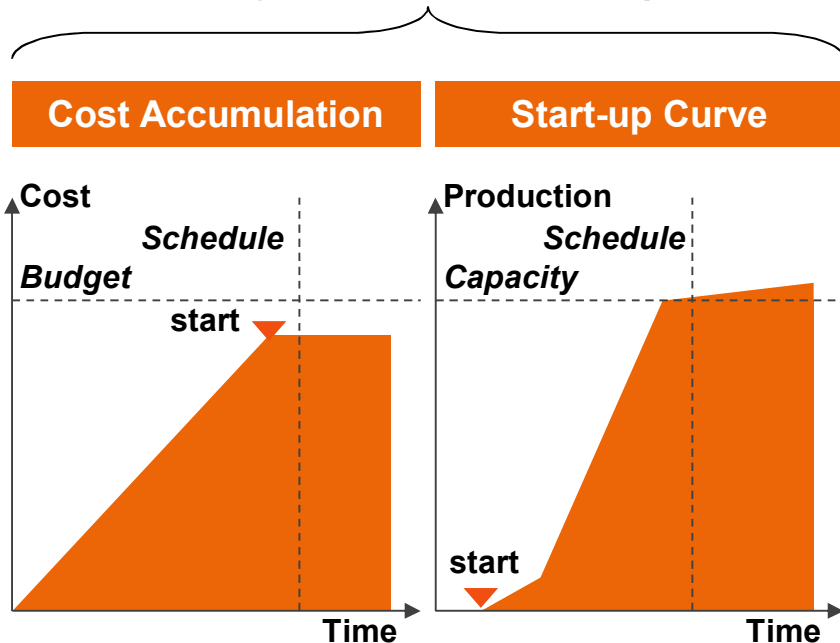 Cost Accumulation
Start-up Curve
Cost
Schedule
Budget
start
Time
Production
Schedule
Capacity
start
Time